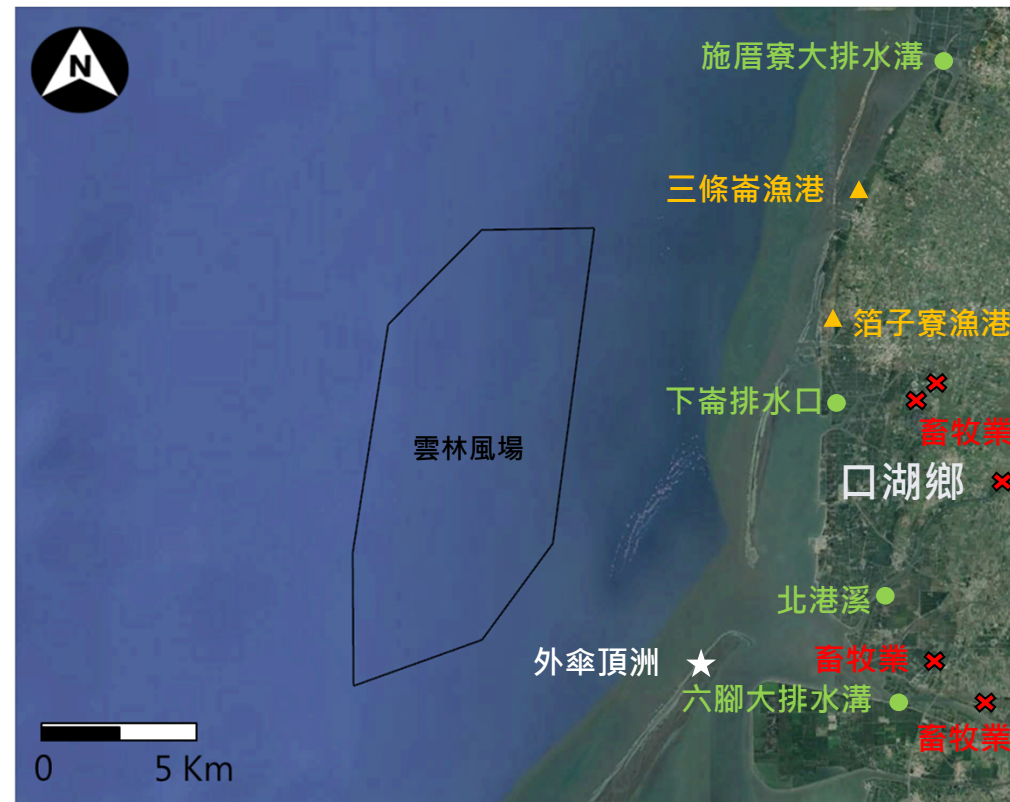 N
施厝寮大排水溝
三條崙漁港
箔子寮漁港
下崙排水口
畜牧業
雲林風場
口湖鄉
北港溪
外傘頂洲
畜牧業
六腳大排水溝
畜牧業
0 5 Km